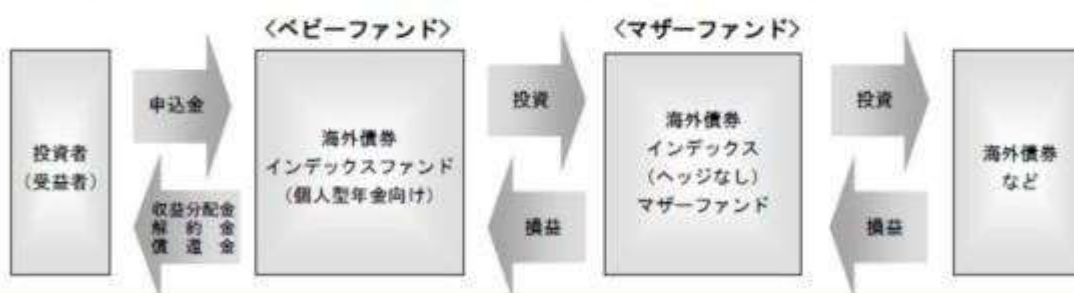 〈ベビーファンド〉
〈マザーファンド〉
投資者
（受益者）
申込金
収益分配金
解約金
償還金
海外債券
インデックスファンド
（個人型年金向け）
投資
損益
海外債券
インデックス
（ヘッジなし）
マザーファンド
投資
損益
海外債券
など